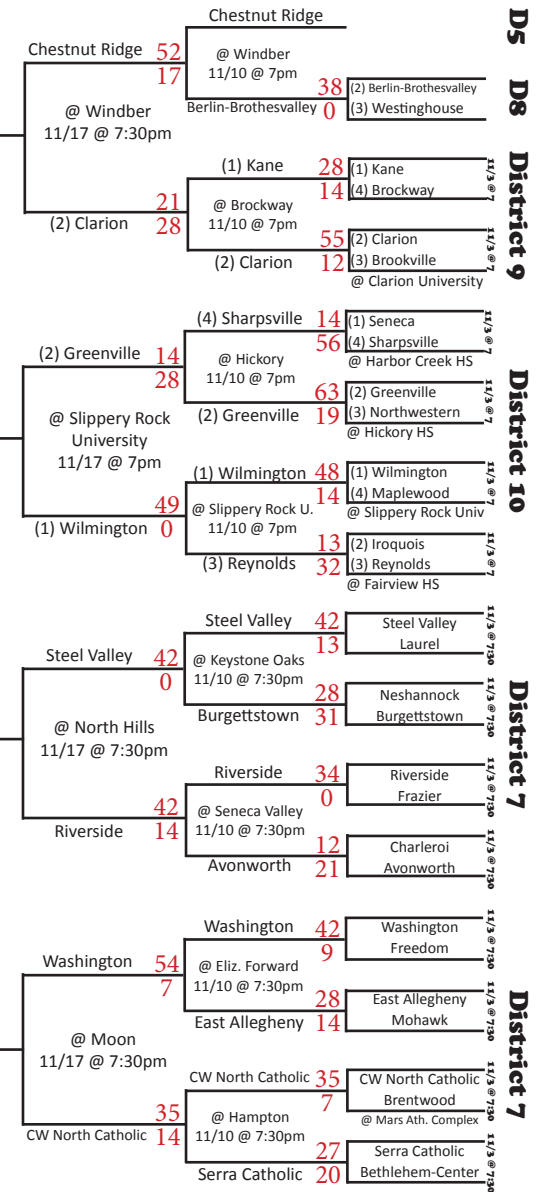 Chestnut Ridge
D5
Chestnut Ridge 52
17
@ Windber
11/10 @ 7pm
Berlin-Brothesvalley
38
0
(2) Berlin-Brothesvalley
(3) Westinghouse
D8
@ Windber
11/17 @ 7:30pm
(1) Kane 28
14
(1) Kane
(4) Brockway
11/3 @ 7
District 9
21
28
(2) Clarion
@ Brockway
11/10 @ 7pm
(2) Clarion
55
12
(2) Clarion
(3) Brookville
@ Clarion University
11/3 @ 7
(4) Sharpsville 14
56
(1) Seneca
(4) Sharpsville
@ Harbor Creek HS
11/3 @ 7
District 10
(2) Greenville 14
28
@ Hickory
11/10 @ 7pm
(2) Greenville
63
19
(2) Greenville
(3) Northwestern
@ Hickory HS
11/3 @ 7
@ Slippery Rock
University
11/17 @ 7pm
(1) Wilmington 48
14
(1) Wilmington
(4) Maplewood
@ Slippery Rock Univ
11/3 @ 7
49
0
(1) Wilmington
@ Slippery Rock U.
11/10 @ 7pm
(3) Reynolds
13
32
(2) Iroquois
(3) Reynolds
@ Fairview HS
11/3 @ 7
Steel Valley 42
13
Steel Valley
Laurel
11/3 @ 7:30
District 7
Steel Valley 42
0
@ Keystone Oaks
11/10 @ 7:30pm
Burgettstown
28
31
Neshannock
Burgettstown
11/3 @ 7:30
@ North Hills
11/17 @ 7:30pm
Riverside 34
0
Riverside
Frazier
11/3 @ 7:30
42
14
Riverside
@ Seneca Valley
11/10 @ 7:30pm
Avonworth
12
21
Charleroi
Avonworth
11/3 @ 7:30
Washington 42
9
Washington
Freedom
11/3 @ 7:30
District 7
Washington 54
7
@ Eliz. Forward
11/10 @ 7:30pm
East Allegheny
28
14
East Allegheny
Mohawk
11/3 @ 7:30
@ Moon
11/17 @ 7:30pm
CW North Catholic 35
7
CW North Catholic
Brentwood
@ Mars Ath. Complex
11/3 @ 7:30
35
14
CW North Catholic
@ Hampton
11/10 @ 7:30pm
Serra Catholic
27
20
Serra Catholic
Bethlehem-Center
11/3 @ 7:30